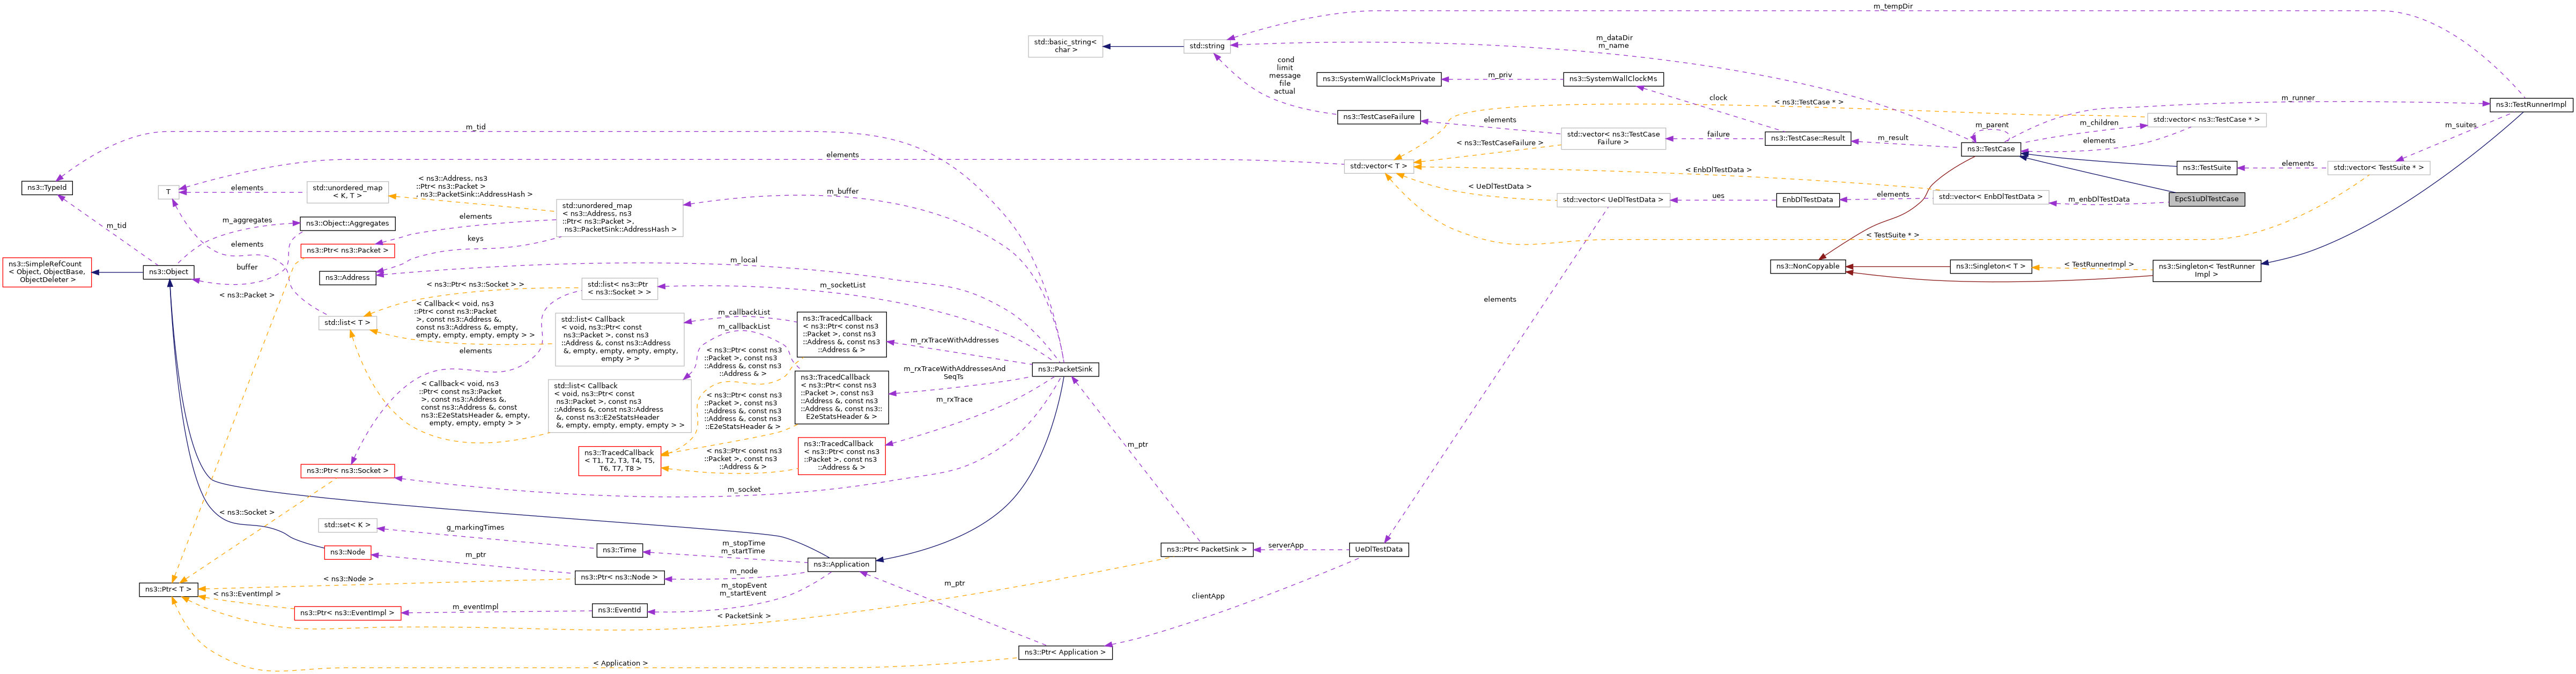 m_tempDir
std::basic_string<
char >
std::string
m_dataDir
m_name
cond
limit
message
file
actual
ns3::SystemWallClockMsPrivate
m_priv
ns3::SystemWallClockMs
clock
< ns3::TestCase * >
m_runner
ns3::TestRunnerImpl
ns3::TestCaseFailure
elements
std::vector< ns3::TestCase
Failure >
failure
ns3::TestCase::Result
m_result
m_parent
ns3::TestCase
m_children
elements
std::vector< ns3::TestCase * >
m_suites
m_tid
elements
std::vector< T >
< ns3::TestCaseFailure >
< EnbDlTestData >
ns3::TestSuite
elements
std::vector< TestSuite * >
ns3::TypeId
T
elements
std::unordered_map
< K, T >
< ns3::Address, ns3
::Ptr< ns3::Packet >
, ns3::PacketSink::AddressHash >
std::unordered_map
< ns3::Address, ns3
::Ptr< ns3::Packet >,
ns3::PacketSink::AddressHash >
m_buffer
< UeDlTestData >
std::vector< UeDlTestData >
ues
EnbDlTestData
elements
std::vector< EnbDlTestData >
m_enbDlTestData
EpcS1uDlTestCase
m_tid
m_aggregates
ns3::Object::Aggregates
elements
keys
< TestSuite * >
elements
ns3::Ptr< ns3::Packet >
buffer
ns3::SimpleRefCount
< Object, ObjectBase,
ObjectDeleter >
ns3::Object
ns3::Address
m_local
ns3::NonCopyable
ns3::Singleton< T >
< TestRunnerImpl >
ns3::Singleton< TestRunner
Impl >
< ns3::Packet >
< ns3::Ptr< ns3::Socket > >
std::list< ns3::Ptr
< ns3::Socket > >
m_socketList
elements
std::list< T >
< Callback< void, ns3
::Ptr< const ns3::Packet
>, const ns3::Address &,
const ns3::Address &, empty,
empty, empty, empty, empty > >
elements
std::list< Callback
< void, ns3::Ptr< const
ns3::Packet >, const ns3
::Address &, const ns3::Address
&, empty, empty, empty, empty,
empty > >
m_callbackList
m_callbackList
ns3::TracedCallback
< ns3::Ptr< const ns3
::Packet >, const ns3
::Address &, const ns3
::Address & >
m_rxTraceWithAddresses
ns3::PacketSink
< ns3::Ptr< const ns3
::Packet >, const ns3
::Address &, const ns3
::Address & >
m_rxTraceWithAddressesAnd
SeqTs
< Callback< void, ns3
::Ptr< const ns3::Packet
>, const ns3::Address &,
const ns3::Address &, const
ns3::E2eStatsHeader &, empty,
empty, empty, empty > >
std::list< Callback
< void, ns3::Ptr< const
ns3::Packet >, const ns3
::Address &, const ns3::Address
&, const ns3::E2eStatsHeader
&, empty, empty, empty, empty > >
< ns3::Ptr< const ns3
::Packet >, const ns3
::Address &, const ns3
::Address &, const ns3
::E2eStatsHeader & >
ns3::TracedCallback
< ns3::Ptr< const ns3
::Packet >, const ns3
::Address &, const ns3
::Address &, const ns3::
E2eStatsHeader & >
m_rxTrace
m_ptr
ns3::Ptr< ns3::Socket >
ns3::TracedCallback
< T1, T2, T3, T4, T5,
T6, T7, T8 >
< ns3::Ptr< const ns3
::Packet >, const ns3
::Address & >
ns3::TracedCallback
< ns3::Ptr< const ns3
::Packet >, const ns3
::Address & >
m_socket
< ns3::Socket >
std::set< K >
g_markingTimes
ns3::Time
m_stopTime
m_startTime
ns3::Node
m_ptr
ns3::Application
ns3::Ptr< PacketSink >
serverApp
UeDlTestData
< ns3::Node >
ns3::Ptr< ns3::Node >
m_node
ns3::Ptr< T >
< ns3::EventImpl >
m_stopEvent
m_startEvent
m_ptr
clientApp
ns3::Ptr< ns3::EventImpl >
m_eventImpl
ns3::EventId
< PacketSink >
ns3::Ptr< Application >
< Application >